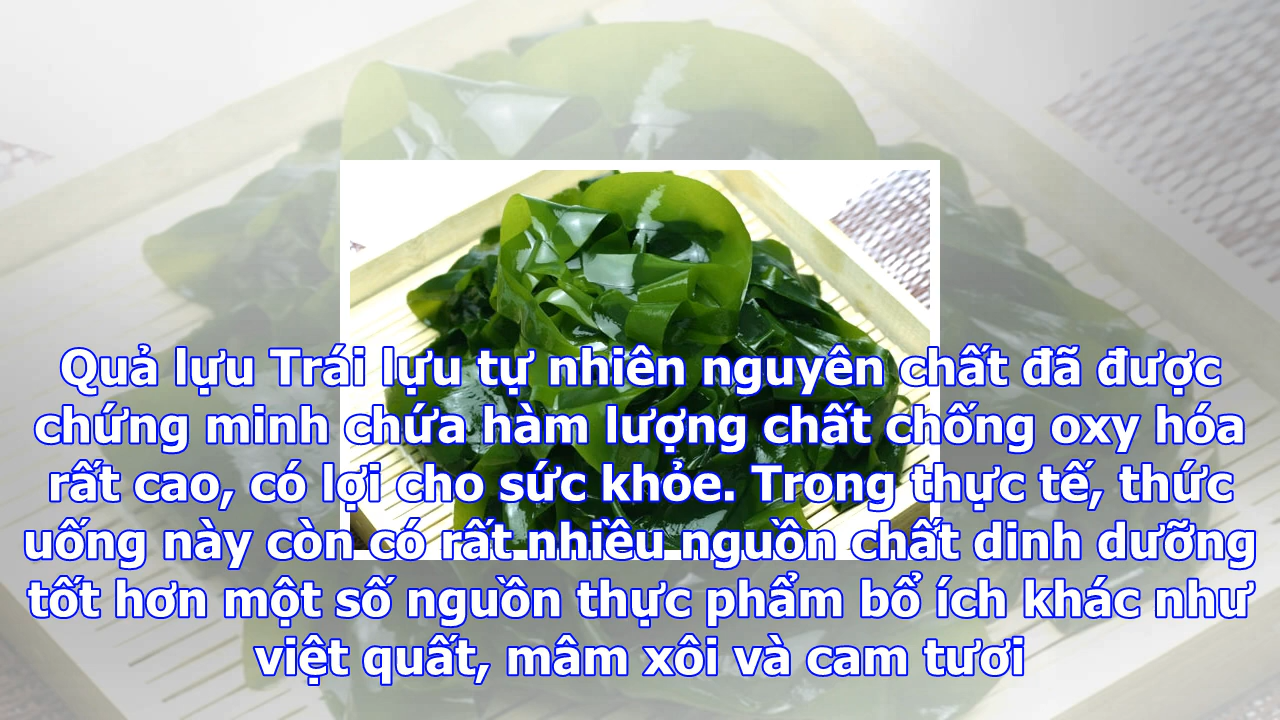 Quả lựu Trái lựu tự nhiên nguyên chất đã được
chứng minh chứa hàm lượng chất chống oxy hóa
rất cao, có lợi cho sức khỏe. Trong thực tế, thức
uống này còn có rất nhiều nguồn chất dinh dưỡng
tốt hơn một số nguồn thực phẩm bổ ích khác như
việt quất, mâm xôi và cam tươi